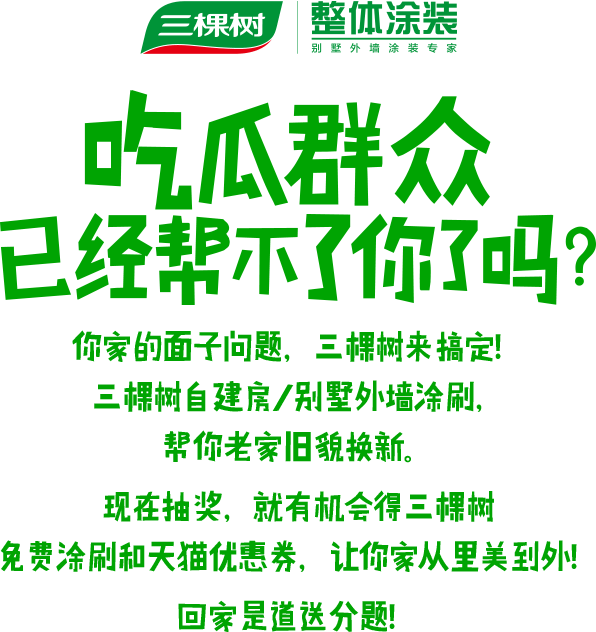 三棵树
整体涂装
别墅外墙涂装专家
吃瓜群众
已经帮不了你了吗？
你家的面子问题，三棵树来搞定！
三棵树自建房/别墅外墙涂刷，
帮你老家旧貌换新。
现在抽奖，就有机会得三棵树
免费涂刷和天猫优惠券，让你家从里美到外！
回家是道送分题！